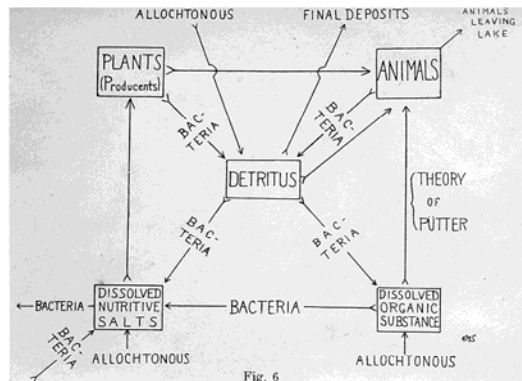 ALLOCHTONOUS
FINAL DEPOSITS
ANIMALS
LEAVING
LAKE
PLANTS
(Producents)
ANIMALS
BAC-
TERIA
BAC-
TERIA
DETRITUS
THEORY
OF
PÜTTER
BAC-
TERIA
BAC-
TERIA
DISSOLVED
NUTRITIVE
SALTS
DISSOLVED
ORGANIC
SUBSTANCE
BACTERIA
BACTERIA
BAC-
TERIA
ALLOCHTONOUS
ALLOCHTONOUS
Fig. 6